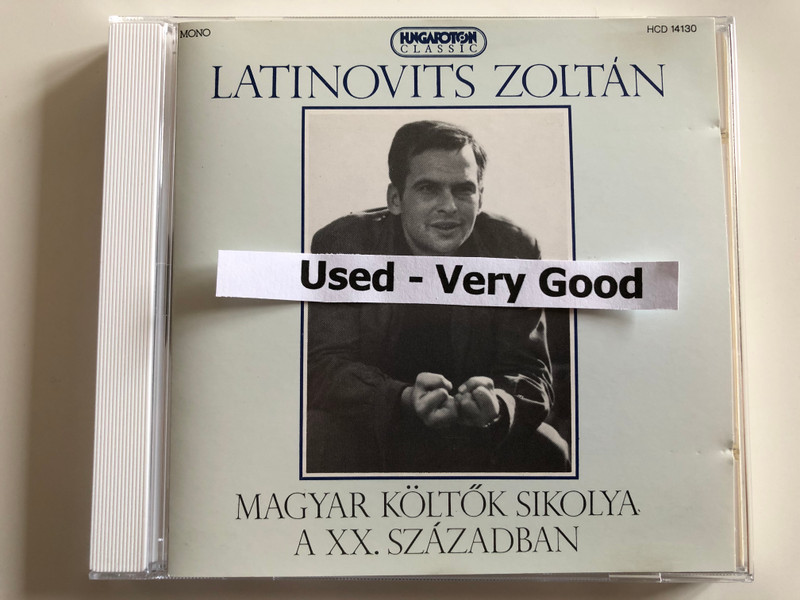 MONO
HUNGAROTON
CLASSIC
HCD 14130
LATINOVITS ZOLTÁN
Used - Very Good
MAGYAR KÖLTŐK SIKOLYA
A XX. SZÁZADBAN